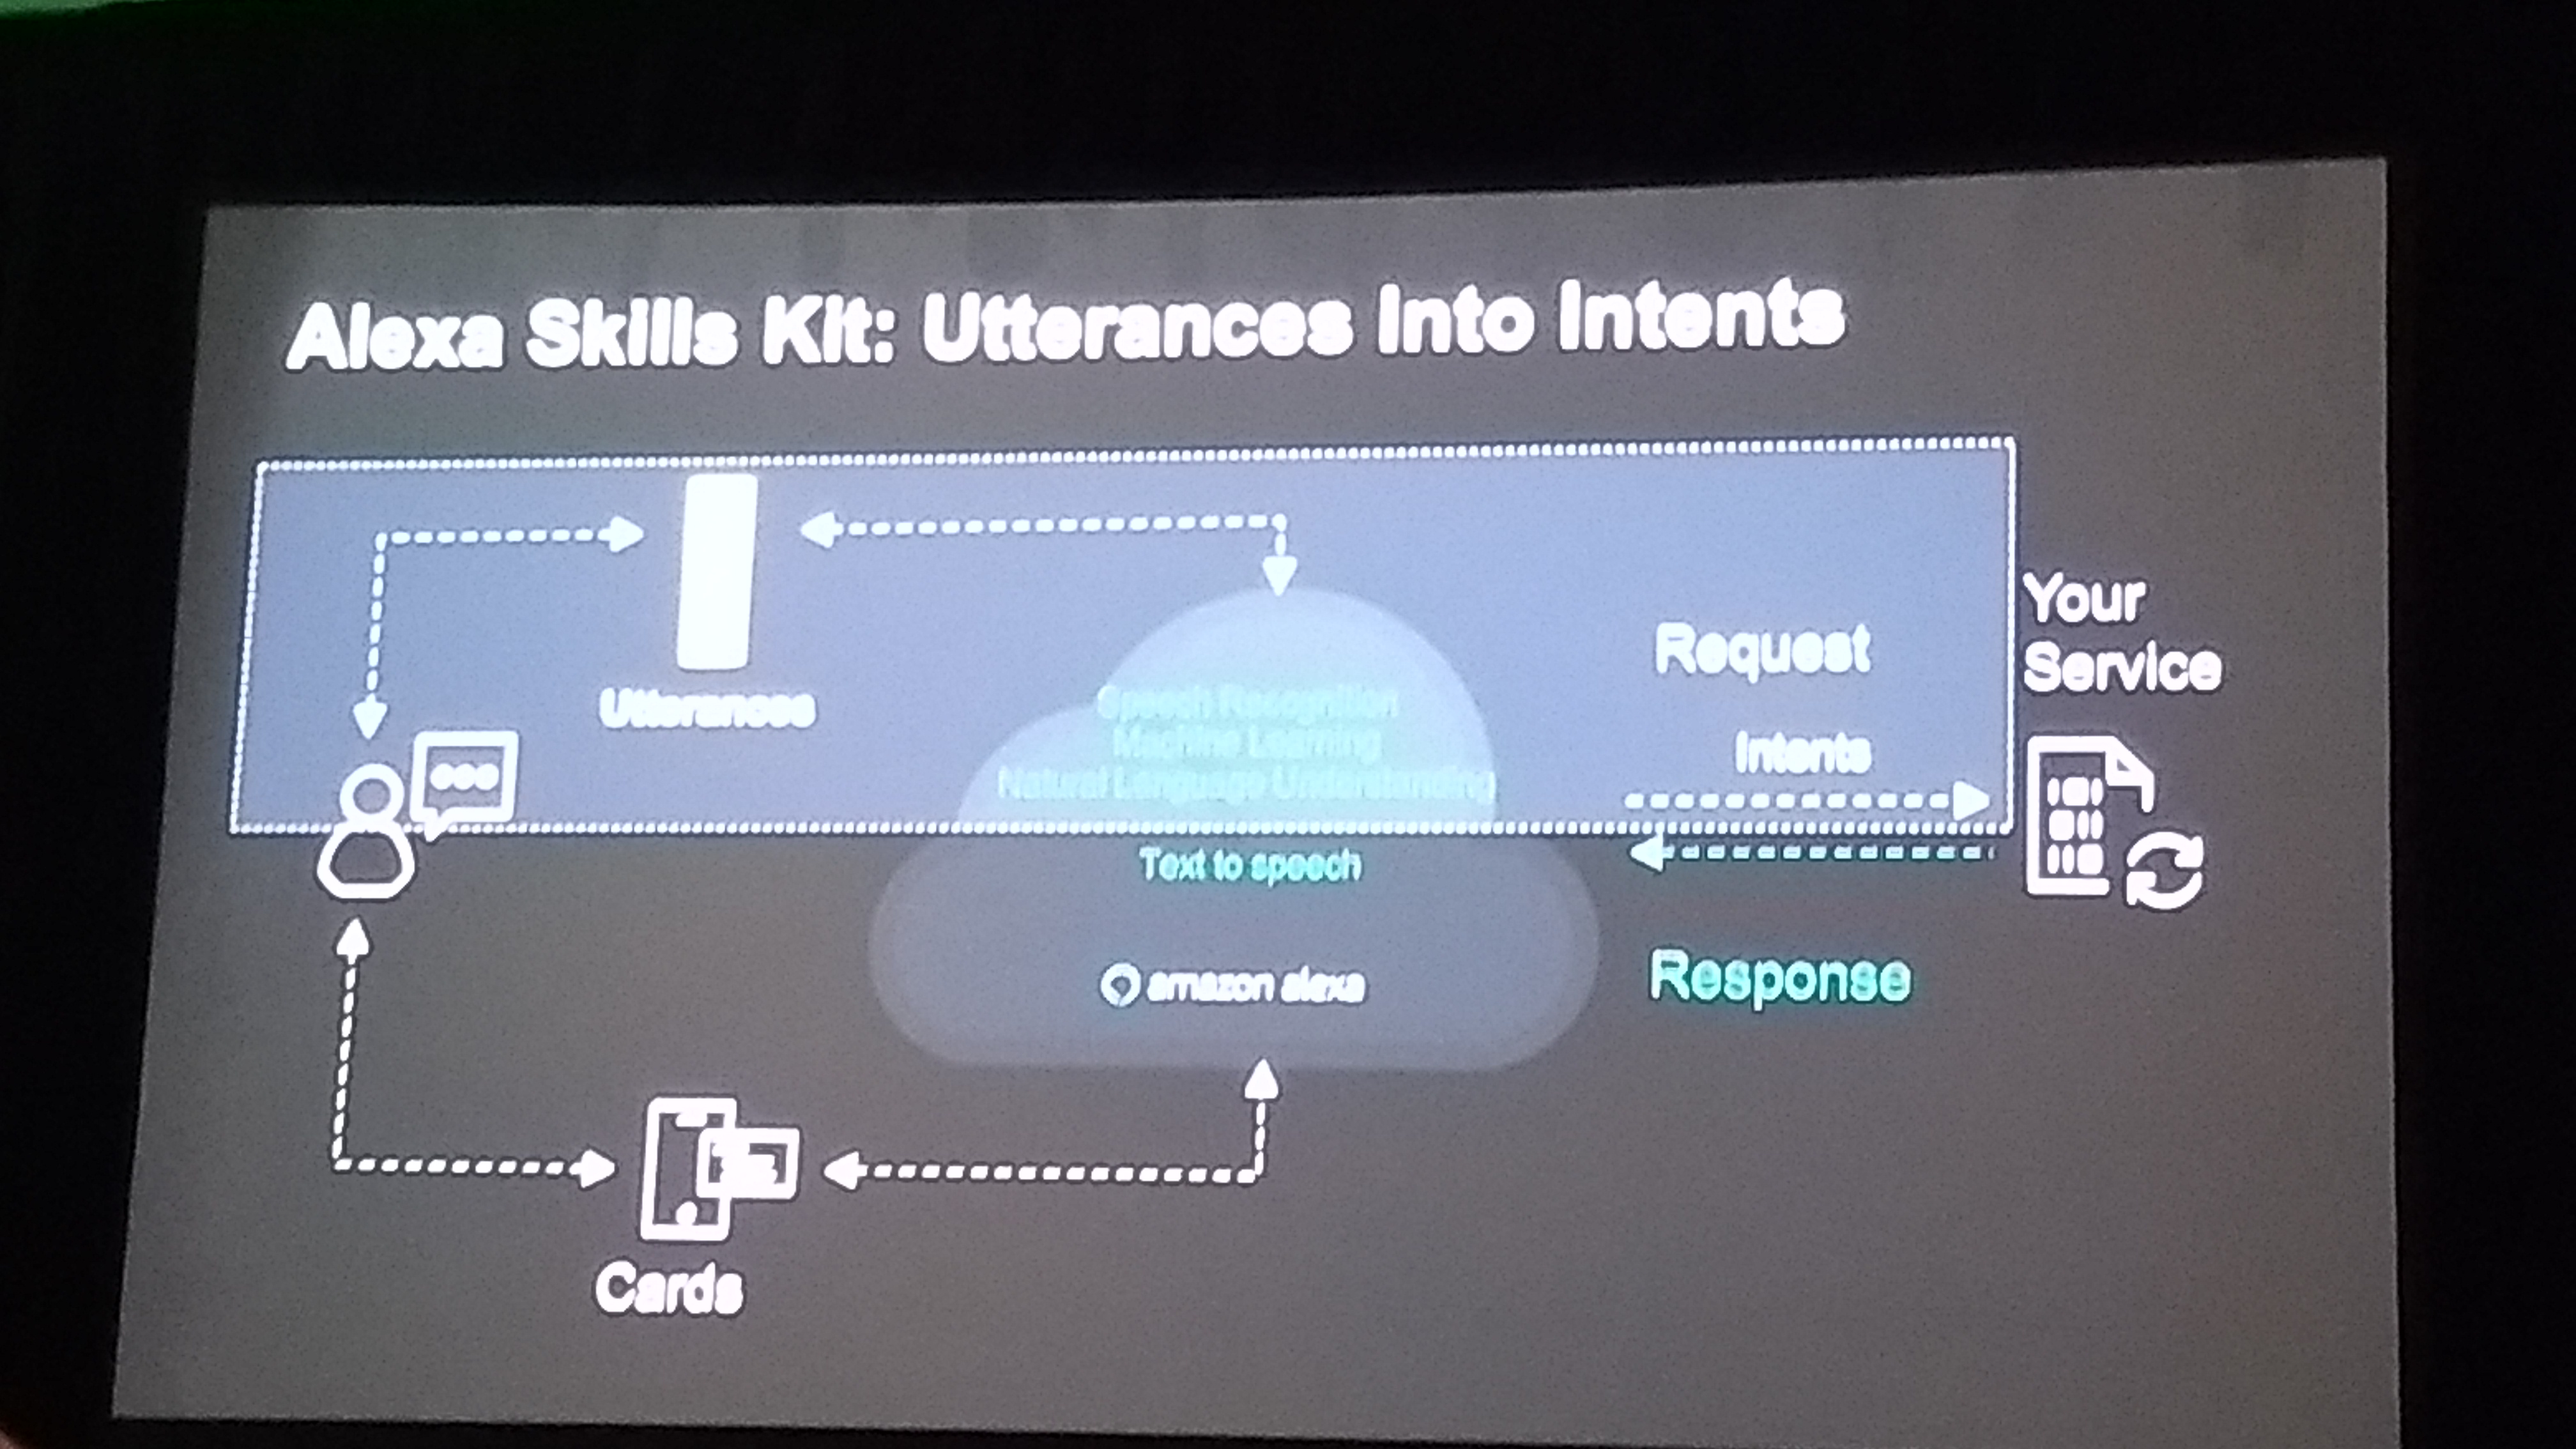 Alexa Skills Kit: Utterances Into Intents
Utterances
Speech Recognition
Machine Learning
Natural Language Understanding
Text to speech
amazon alexa
Request
Intents
Your
Service
Response
Cards